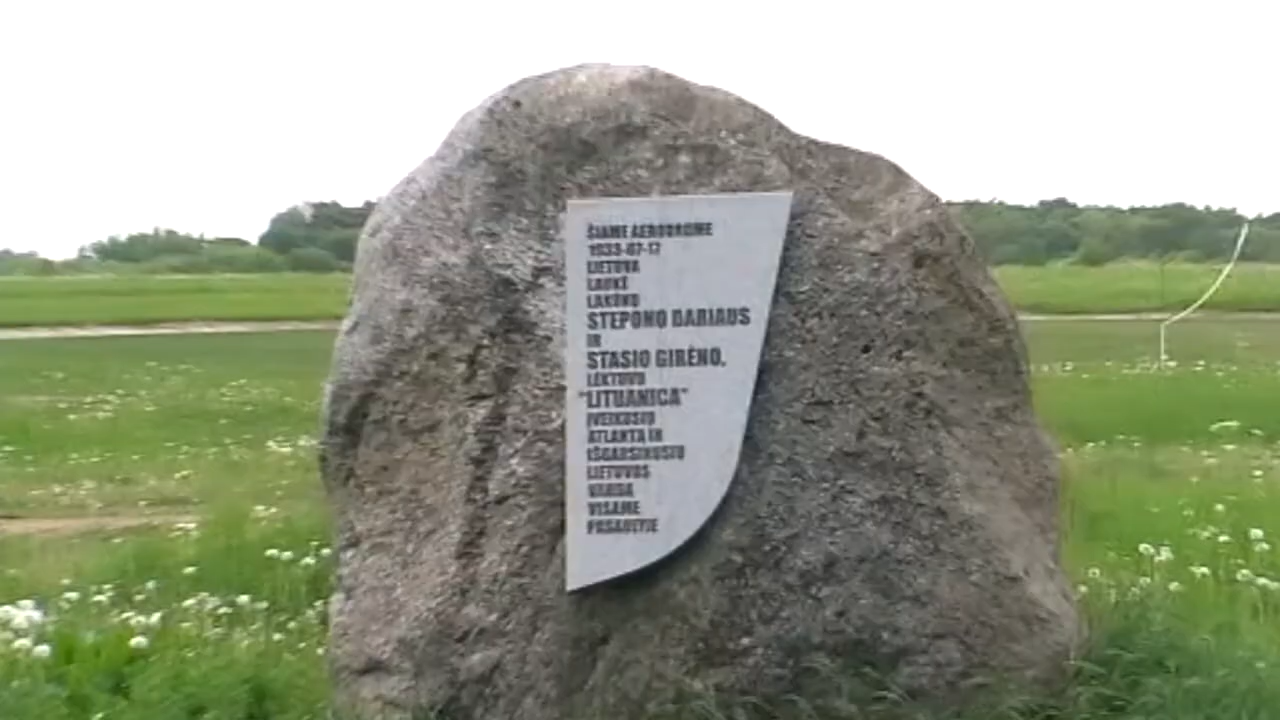 ŠIAME AERODROME
1933-07-17
LIETUVA
LAUKĖ
LAKŪNŲ
STEPONO DARIAUS
IR
STASIO GIRĖNO,
LĖKTUVU
"LITUANICA"
ĮVEIKUSIŲ
ATLANTĄ IR
IŠGARSINUSIŲ
LIETUVOS
VARDĄ
VISAME
PASAULYJE